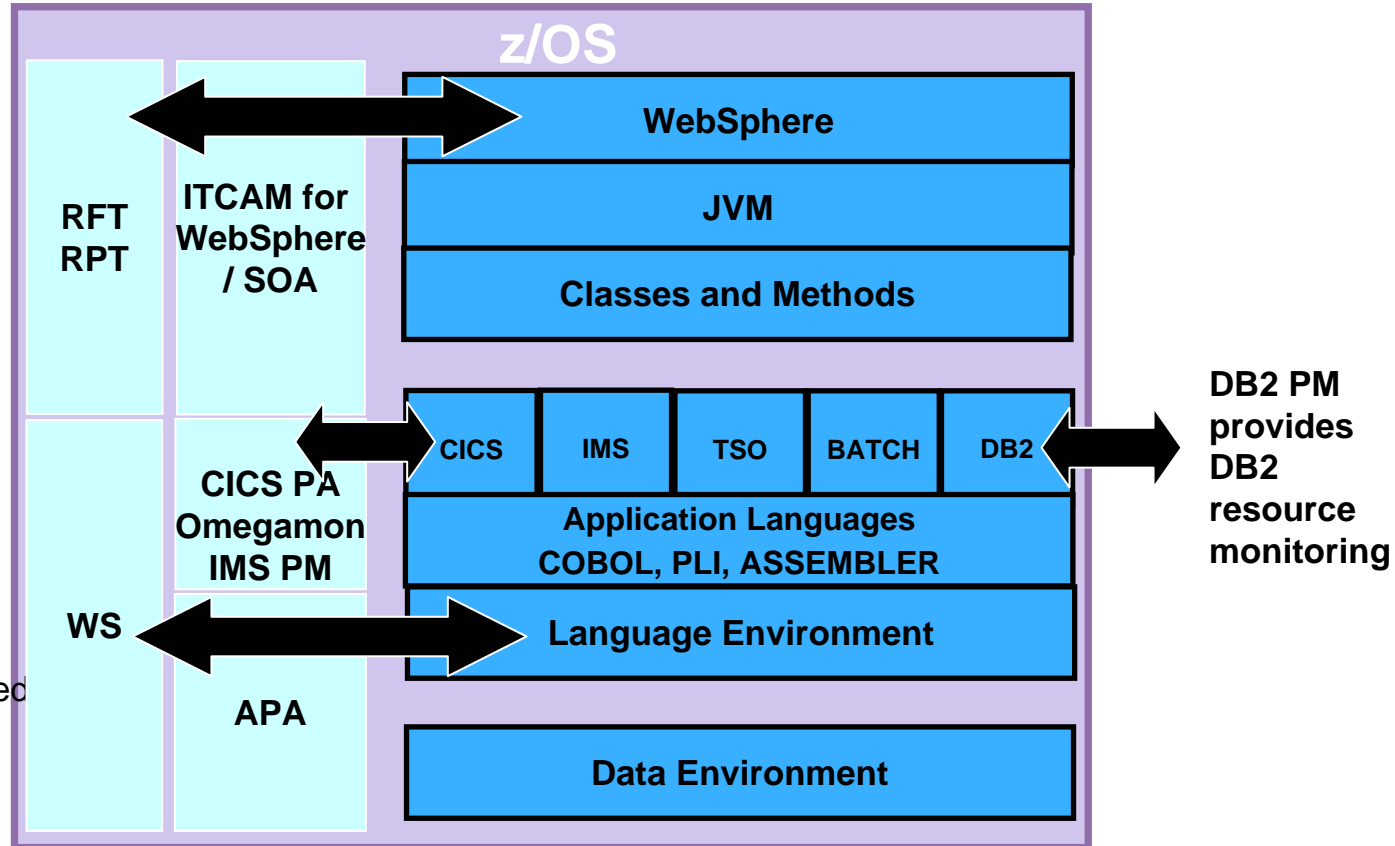 z/OS
RFT
RPT
ITCAM for
WebSphere
/ SOA
WebSphere
JVM
Classes and Methods
WS
CICS PA
Omegamon
IMS PM
APA
CICS
IMS
TSO
BATCH
DB2
Application Languages
COBOL, PLI, ASSEMBLER
Language Environment
Data Environment
DB2 PM
provides
DB2
resource
monitoring
ed